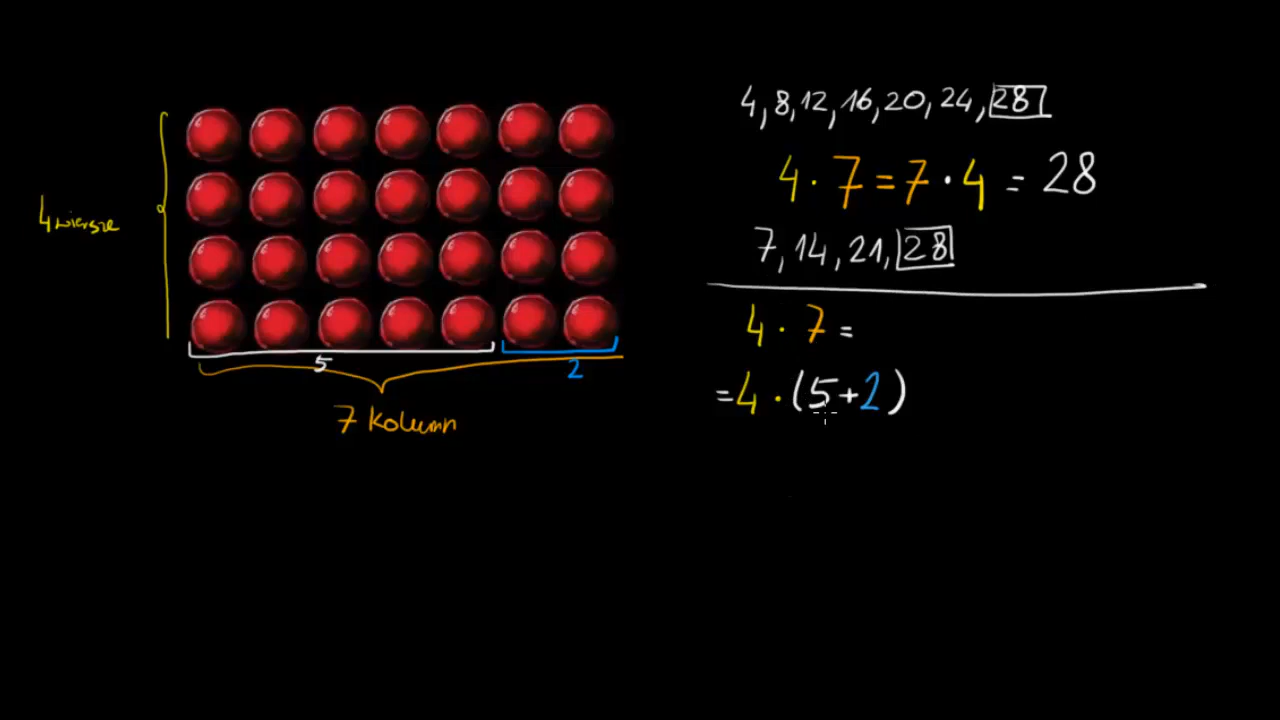 4 wiersze
5
2
7 kolumn
4, 8, 12, 16, 20, 24, 28
4 · 7 = 7 · 4 = 28
7, 14, 21, 28
4 · 7 =
= 4 · (5+2)